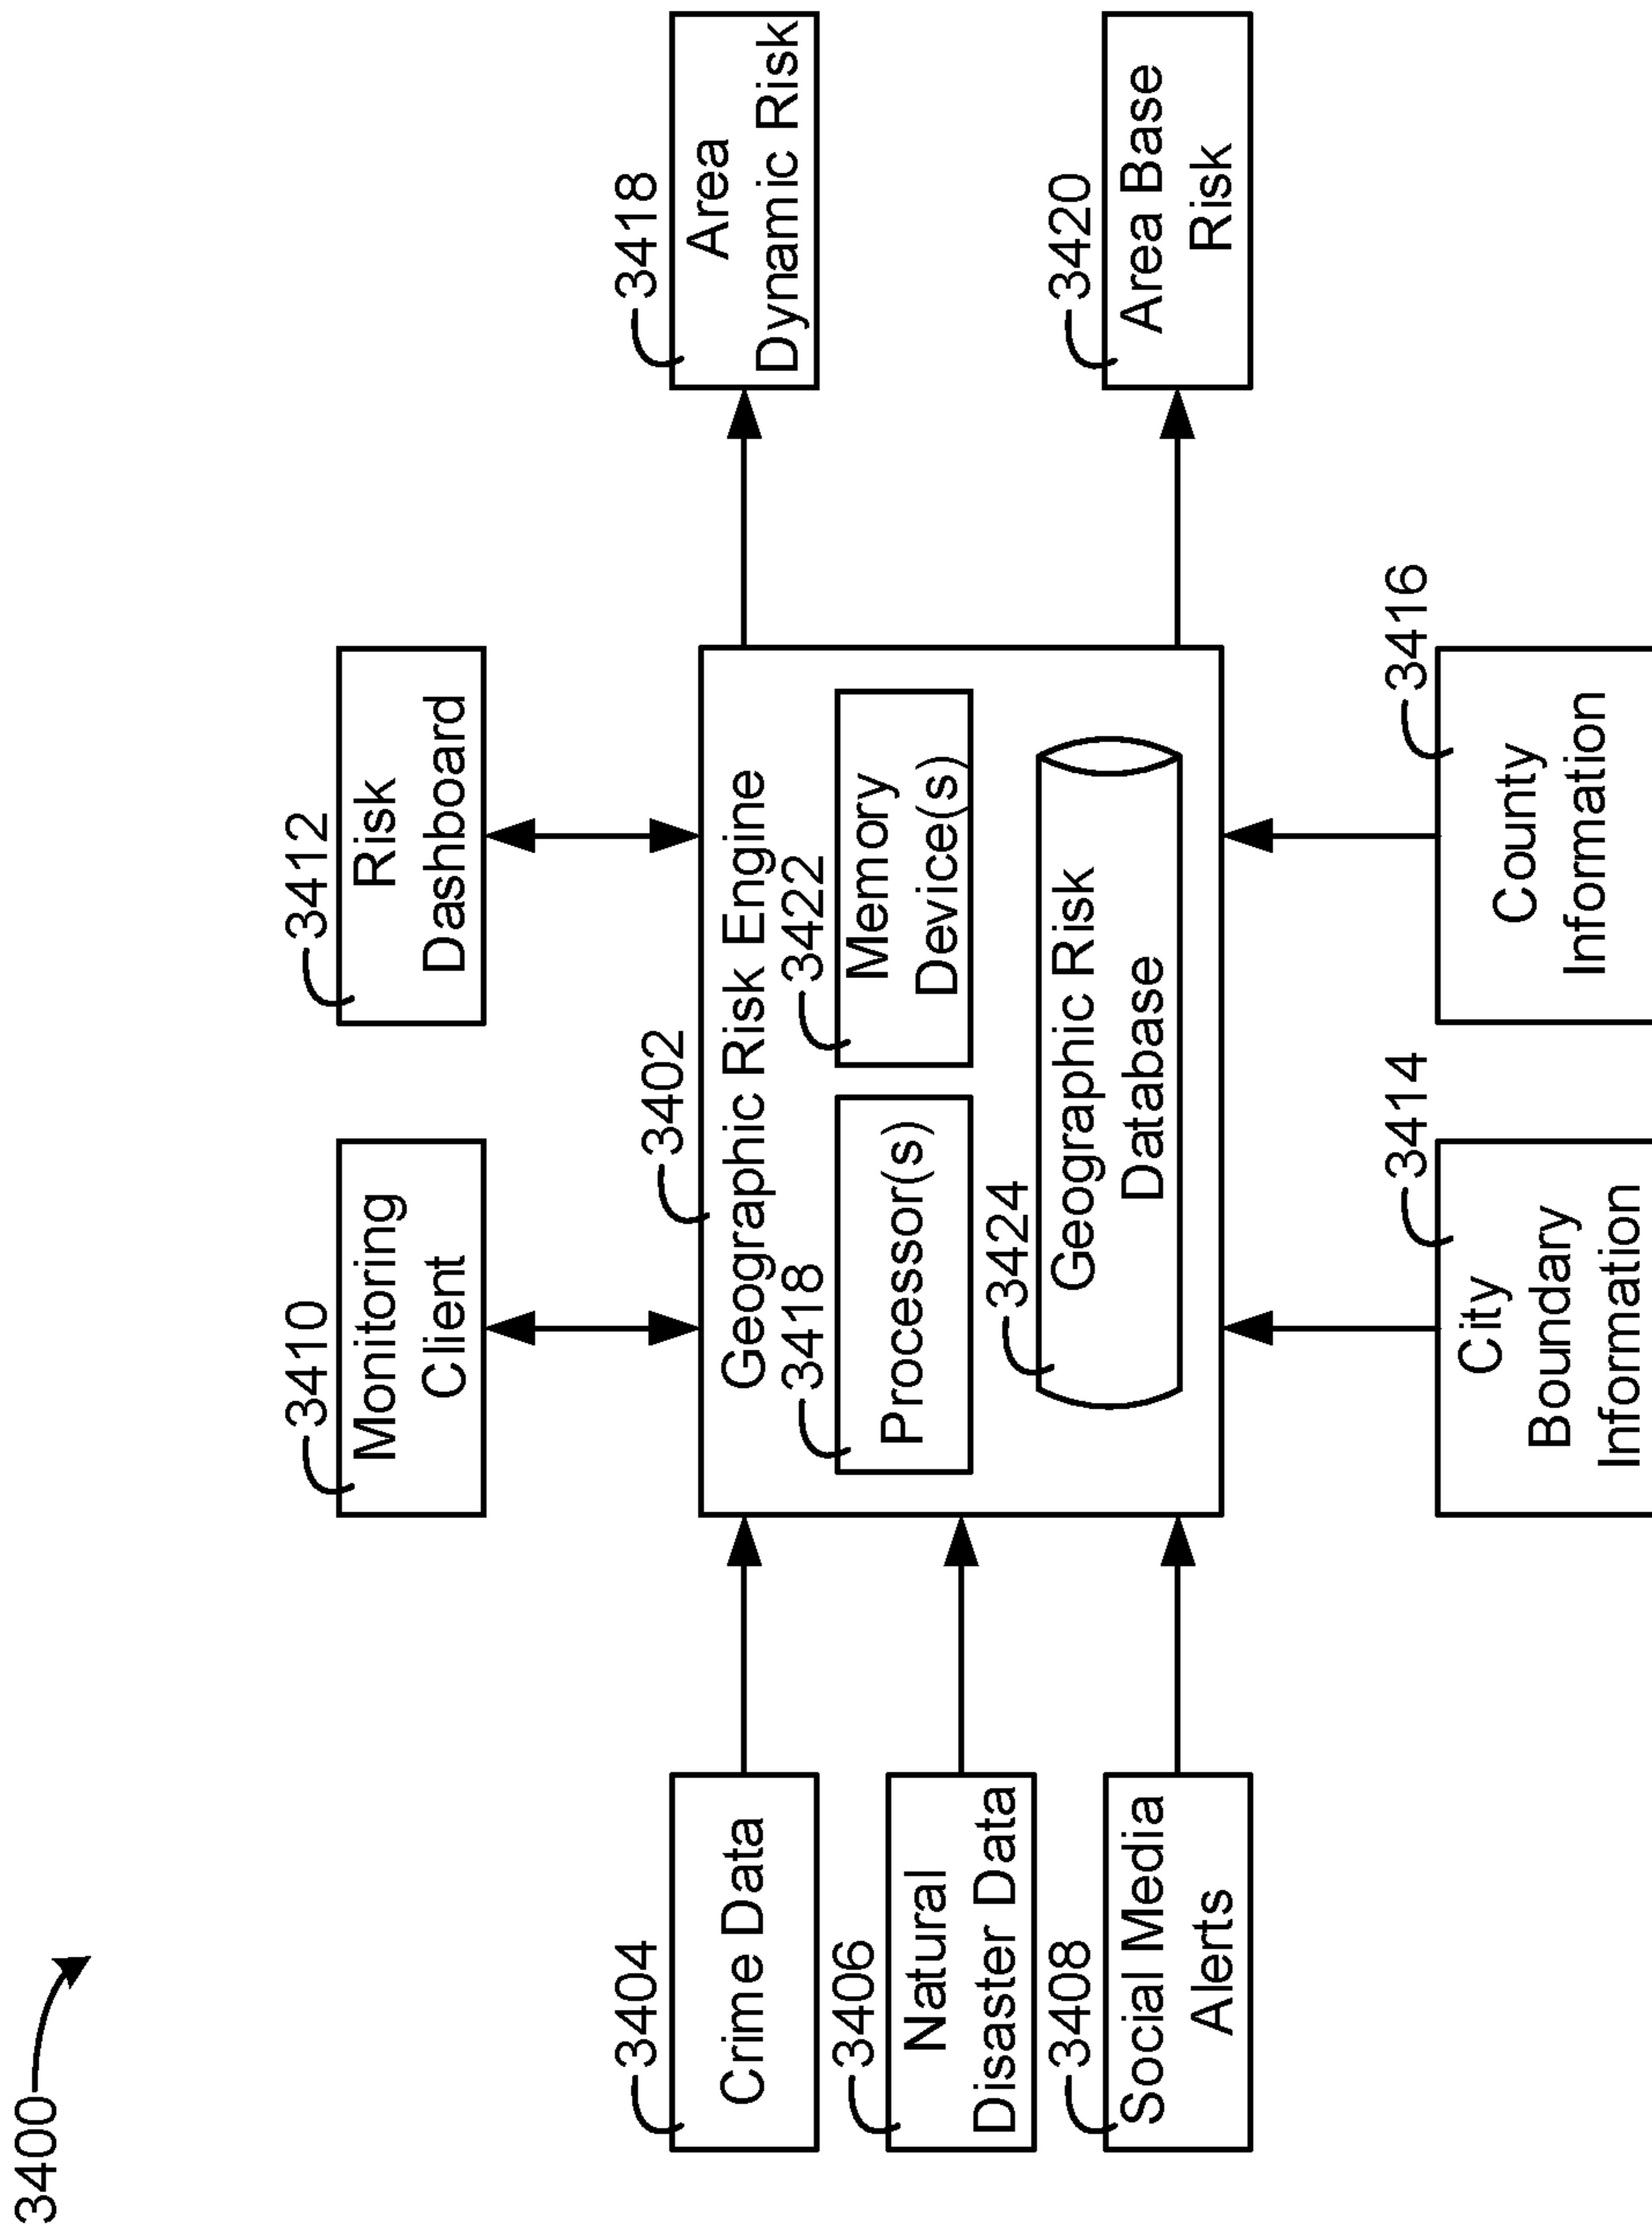 3400
3410
Monitoring
Client
3412
Risk
Dashboard
3402
Geographic Risk Engine
3418
Processor(s)
3422
Memory
Device(s)
3424
Geographic Risk
Database
3404
Crime Data
3406
Natural
Disaster Data
3408
Social Media
Alerts
3418
Area
Dynamic Risk
3420
Area Base
Risk
3414
City
Boundary
Information
3416
County
Information